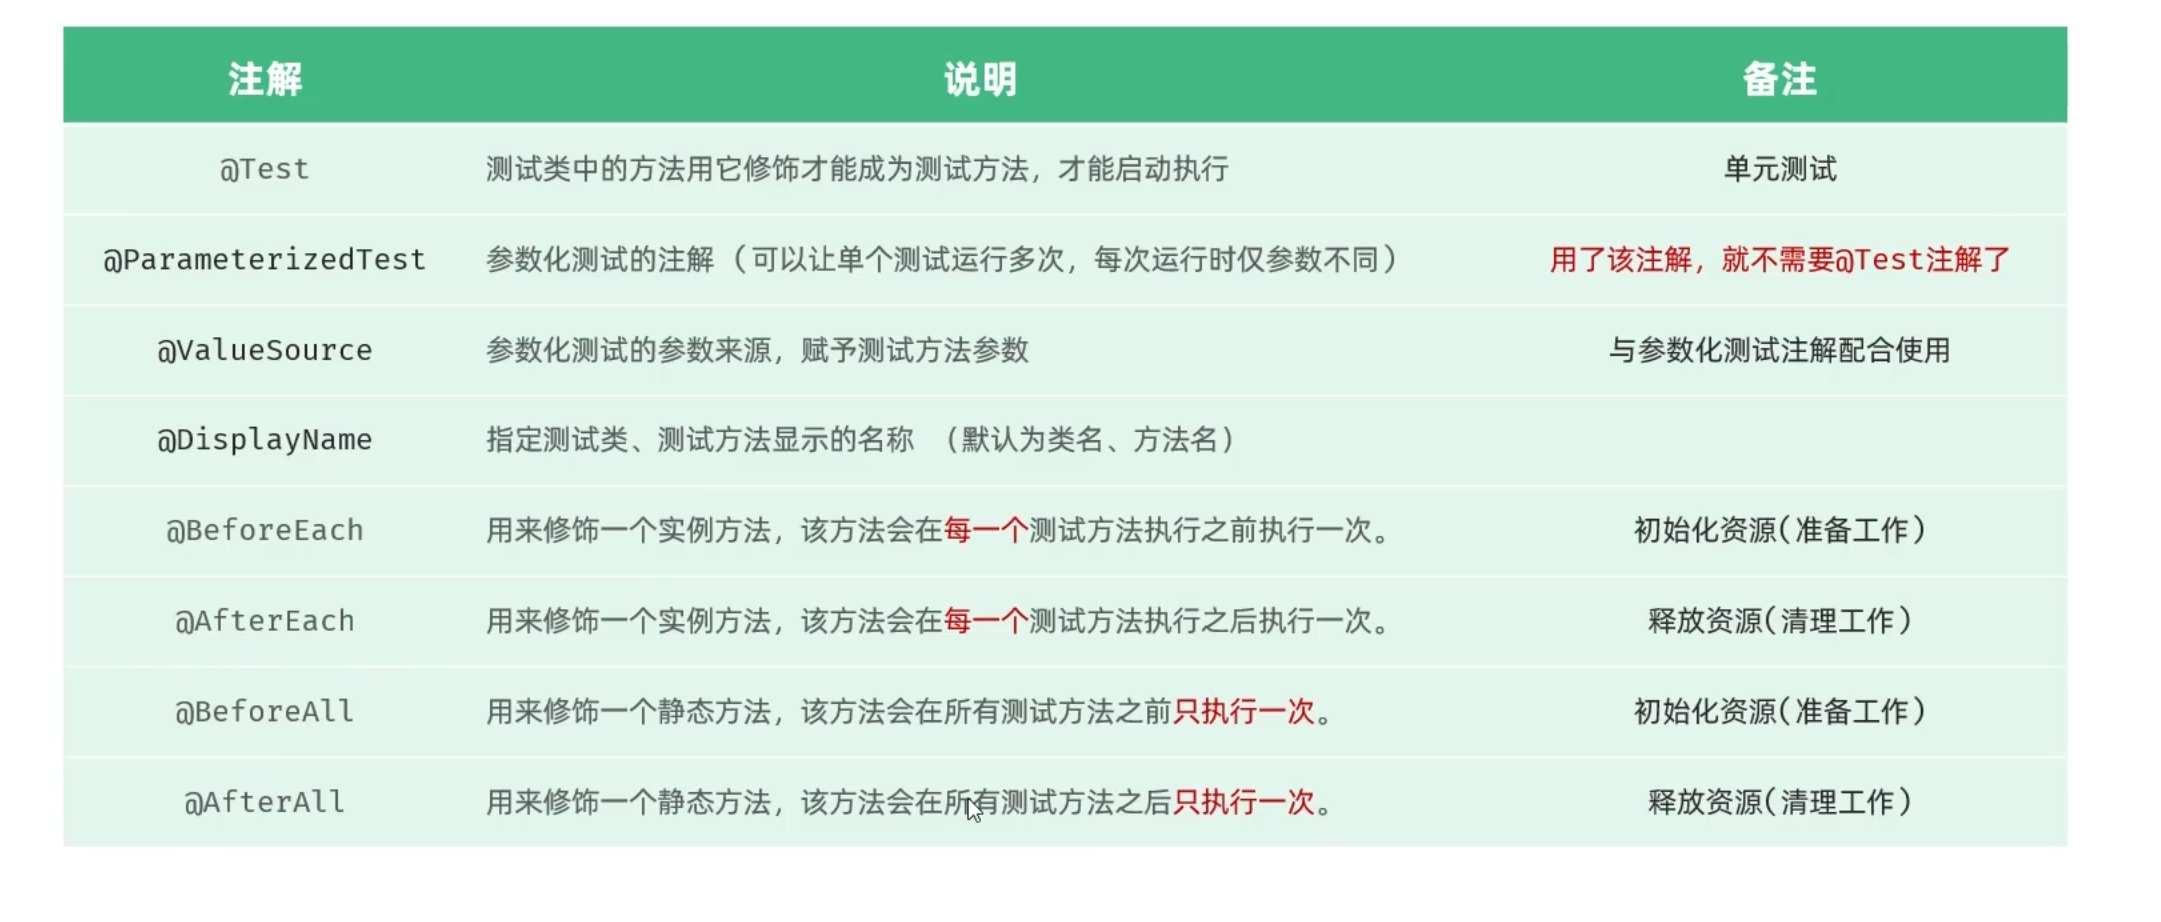 注解 说明 备注
@Test 测试类中的方法用它修饰才能成为测试方法，才能启动执行 单元测试
@ParameterizedTest 参数化测试的注解（可以让单个测试运行多次，每次运行时仅参数不同） 用了该注解，就不需要@Test注解了
@ValueSource 参数化测试的参数来源，赋予测试方法参数 与参数化测试注解配合使用
@DisplayName 指定测试类、测试方法显示的名称 （默认为类名、方法名）
@BeforeEach 用来修饰一个实例方法，该方法会在每一个测试方法执行之前执行一次。 初始化资源(准备工作)
@AfterEach 用来修饰一个实例方法，该方法会在每一个测试方法执行之后执行一次。 释放资源(清理工作)
@BeforeAll 用来修饰一个静态方法，该方法会在所有测试方法之前只执行一次。 初始化资源(准备工作)
@AfterAll 用来修饰一个静态方法，该方法会在所有测试方法之后只执行一次。 释放资源(清理工作)